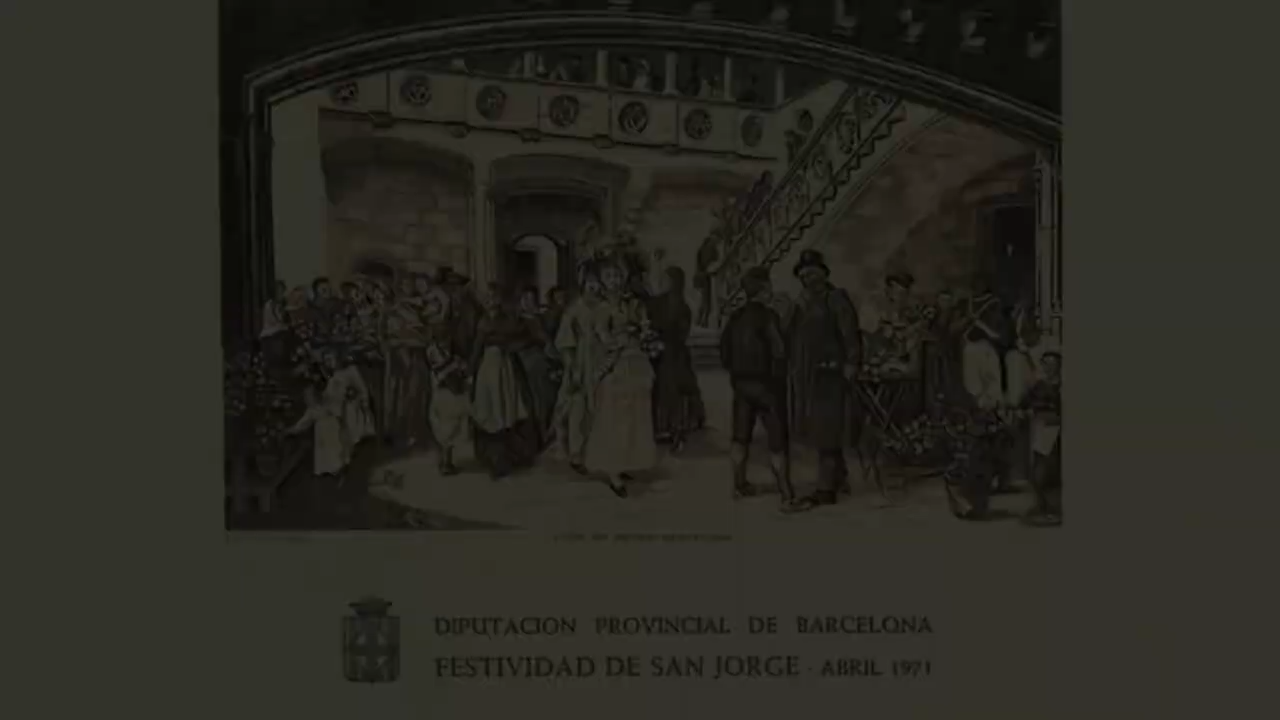 DIPUTACION PROVINCIAL DE BARCELONA
FESTIVIDAD DE SAN JORGE - ABRIL 1971